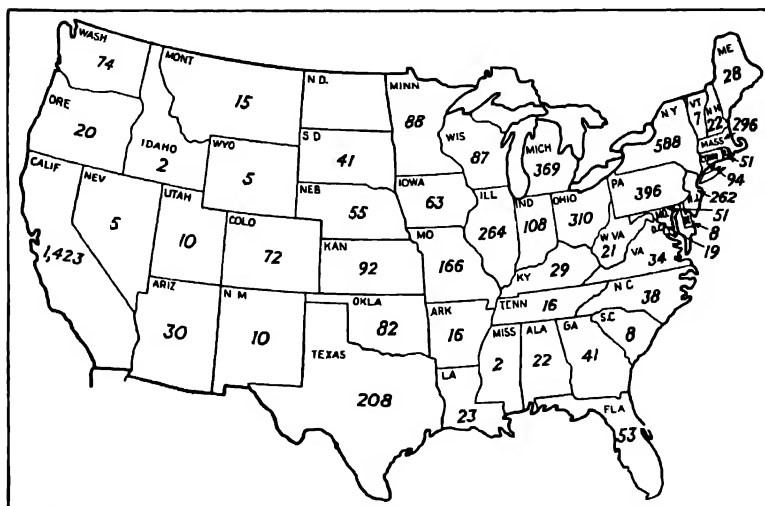 WASH
74
ORE
20
CALIF
1,423
NEV
5
IDAHO
2
MONT
15
WYO
5
UTAH
10
COLO
72
ARIZ
30
N M
10
N D.
S D
41
NEB
55
KAN
92
OKLA
82
TEXAS
208
MINN
88
IOWA
63
MO
166
ARK
16
LA
23
WIS
87
ILL
264
MICH
369
IND
108
OHIO
310
KY
29
TENN
16
MISS
2
ALA
22
GA
41
FLA
53
S.C
8
N C
38
VA
34
W VA
21
PA
396
N Y
588
VT
7
N H
22
ME
28
MASS
296
CONN
51
94
N J
262
51
8
19
MD